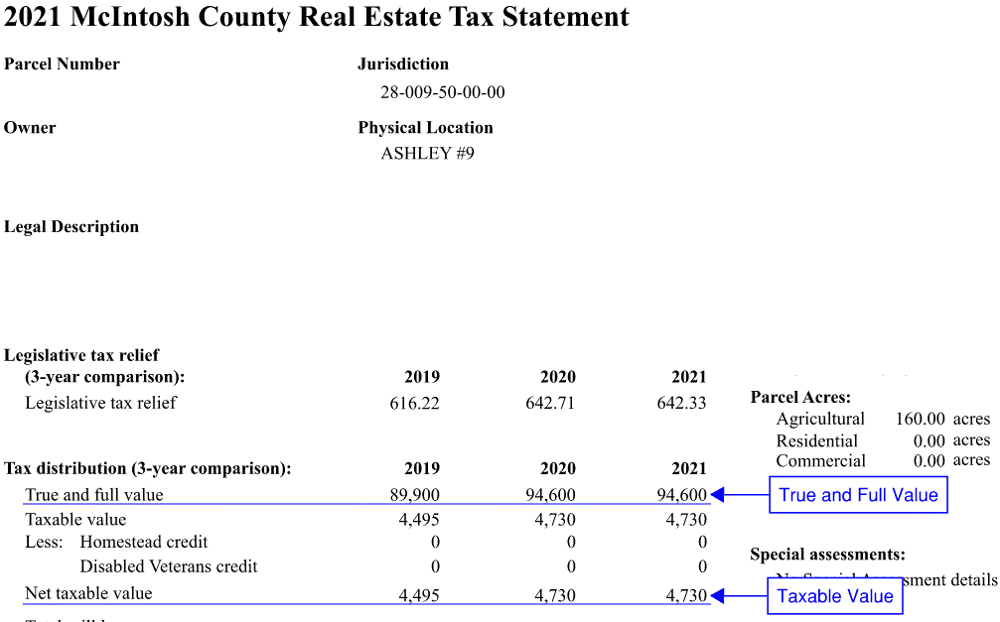 2021 McIntosh County Real Estate Tax Statement
Parcel Number
Jurisdiction
28-009-50-00-00
Owner
Physical Location
ASHLEY #9
Legal Description
Legislative tax relief
(3-year comparison): 2019 2020 2021
Legislative tax relief 616.22 642.71 642.33
Parcel Acres:
Agricultural 160.00 acres
Residential 0.00 acres
Commercial 0.00 acres
Tax distribution (3-year comparison): 2019 2020 2021
True and full value 89,900 94,600 94,600
True and Full Value
Taxable value 4,495 4,730 4,730
Less: Homestead credit 0 0 0
Disabled Veterans credit 0 0 0
Net taxable value 4,495 4,730 4,730
Special assessments:
No Special Assessment details
Taxable Value